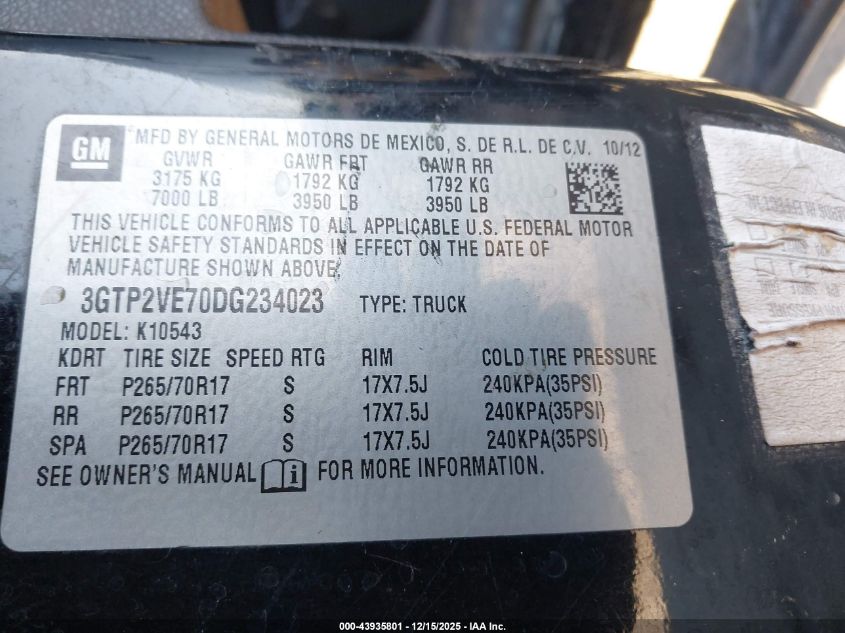 GM
MFD BY GENERAL MOTORS DE MEXICO, S. DE R.L. DE C.V. 10/12
GVWR GAWR FRT GAWR RR
3175 KG 1792 KG 1792 KG
7000 LB 3950 LB 3950 LB
THIS VEHICLE CONFORMS TO ALL APPLICABLE U.S. FEDERAL MOTOR
VEHICLE SAFETY STANDARDS IN EFFECT ON THE DATE OF
MANUFACTURE SHOWN ABOVE.
3GTP2VE70DG234023 TYPE: TRUCK
MODEL: K10543
KDRT TIRE SIZE SPEED RTG RIM COLD TIRE PRESSURE
FRT P265/70R17 S 17X7.5J 240KPA(35PSI)
RR P265/70R17 S 17X7.5J 240KPA(35PSI)
SPA P265/70R17 S 17X7.5J 240KPA(35PSI)
SEE OWNER'S MANUAL i FOR MORE INFORMATION.
000-43935801 - 12/15/2025 - IAA Inc.